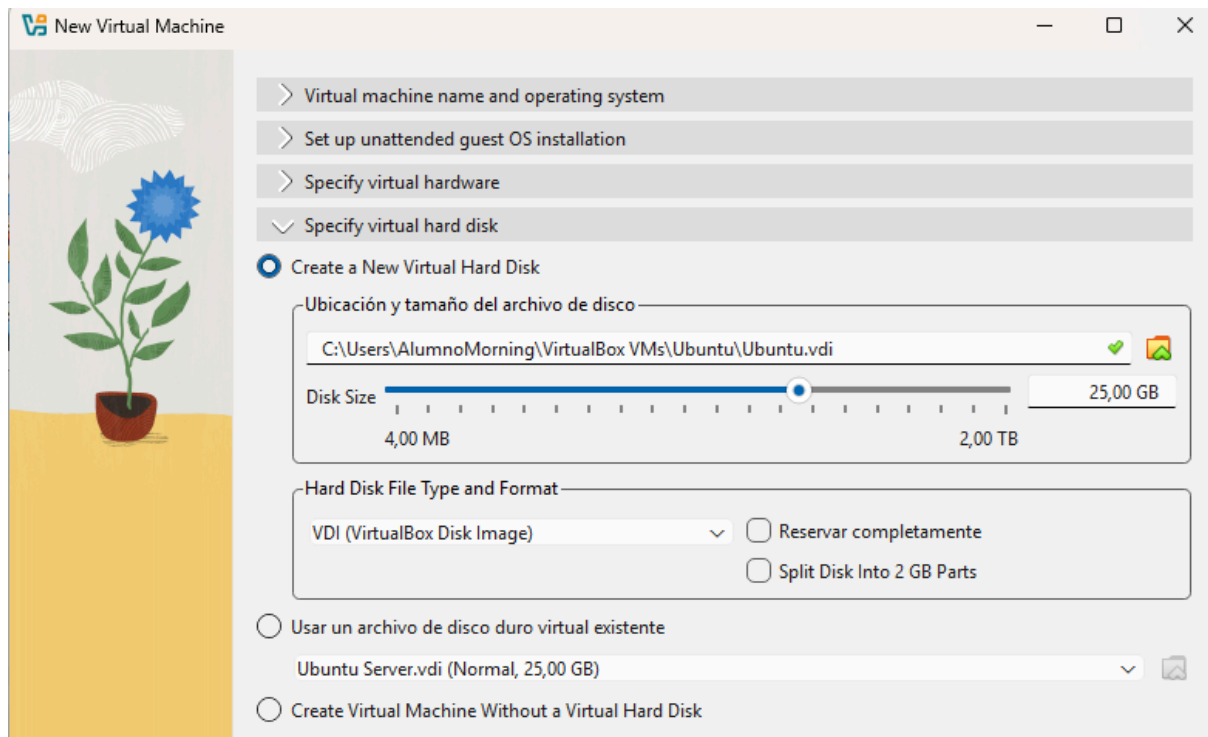 New Virtual Machine
Virtual machine name and operating system
Set up unattended guest OS installation
Specify virtual hardware
Specify virtual hard disk
Create a New Virtual Hard Disk
Ubicación y tamaño del archivo de disco
C:\Users\AlumnoMorning\VirtualBox VMs\Ubuntu\Ubuntu.vdi
Disk Size 25,00 GB
4,00 MB 2,00 TB
Hard Disk File Type and Format
VDI (VirtualBox Disk Image) Reservar completamente
Split Disk Into 2 GB Parts
Usar un archivo de disco duro virtual existente
Ubuntu Server.vdi (Normal, 25,00 GB)
Create Virtual Machine Without a Virtual Hard Disk